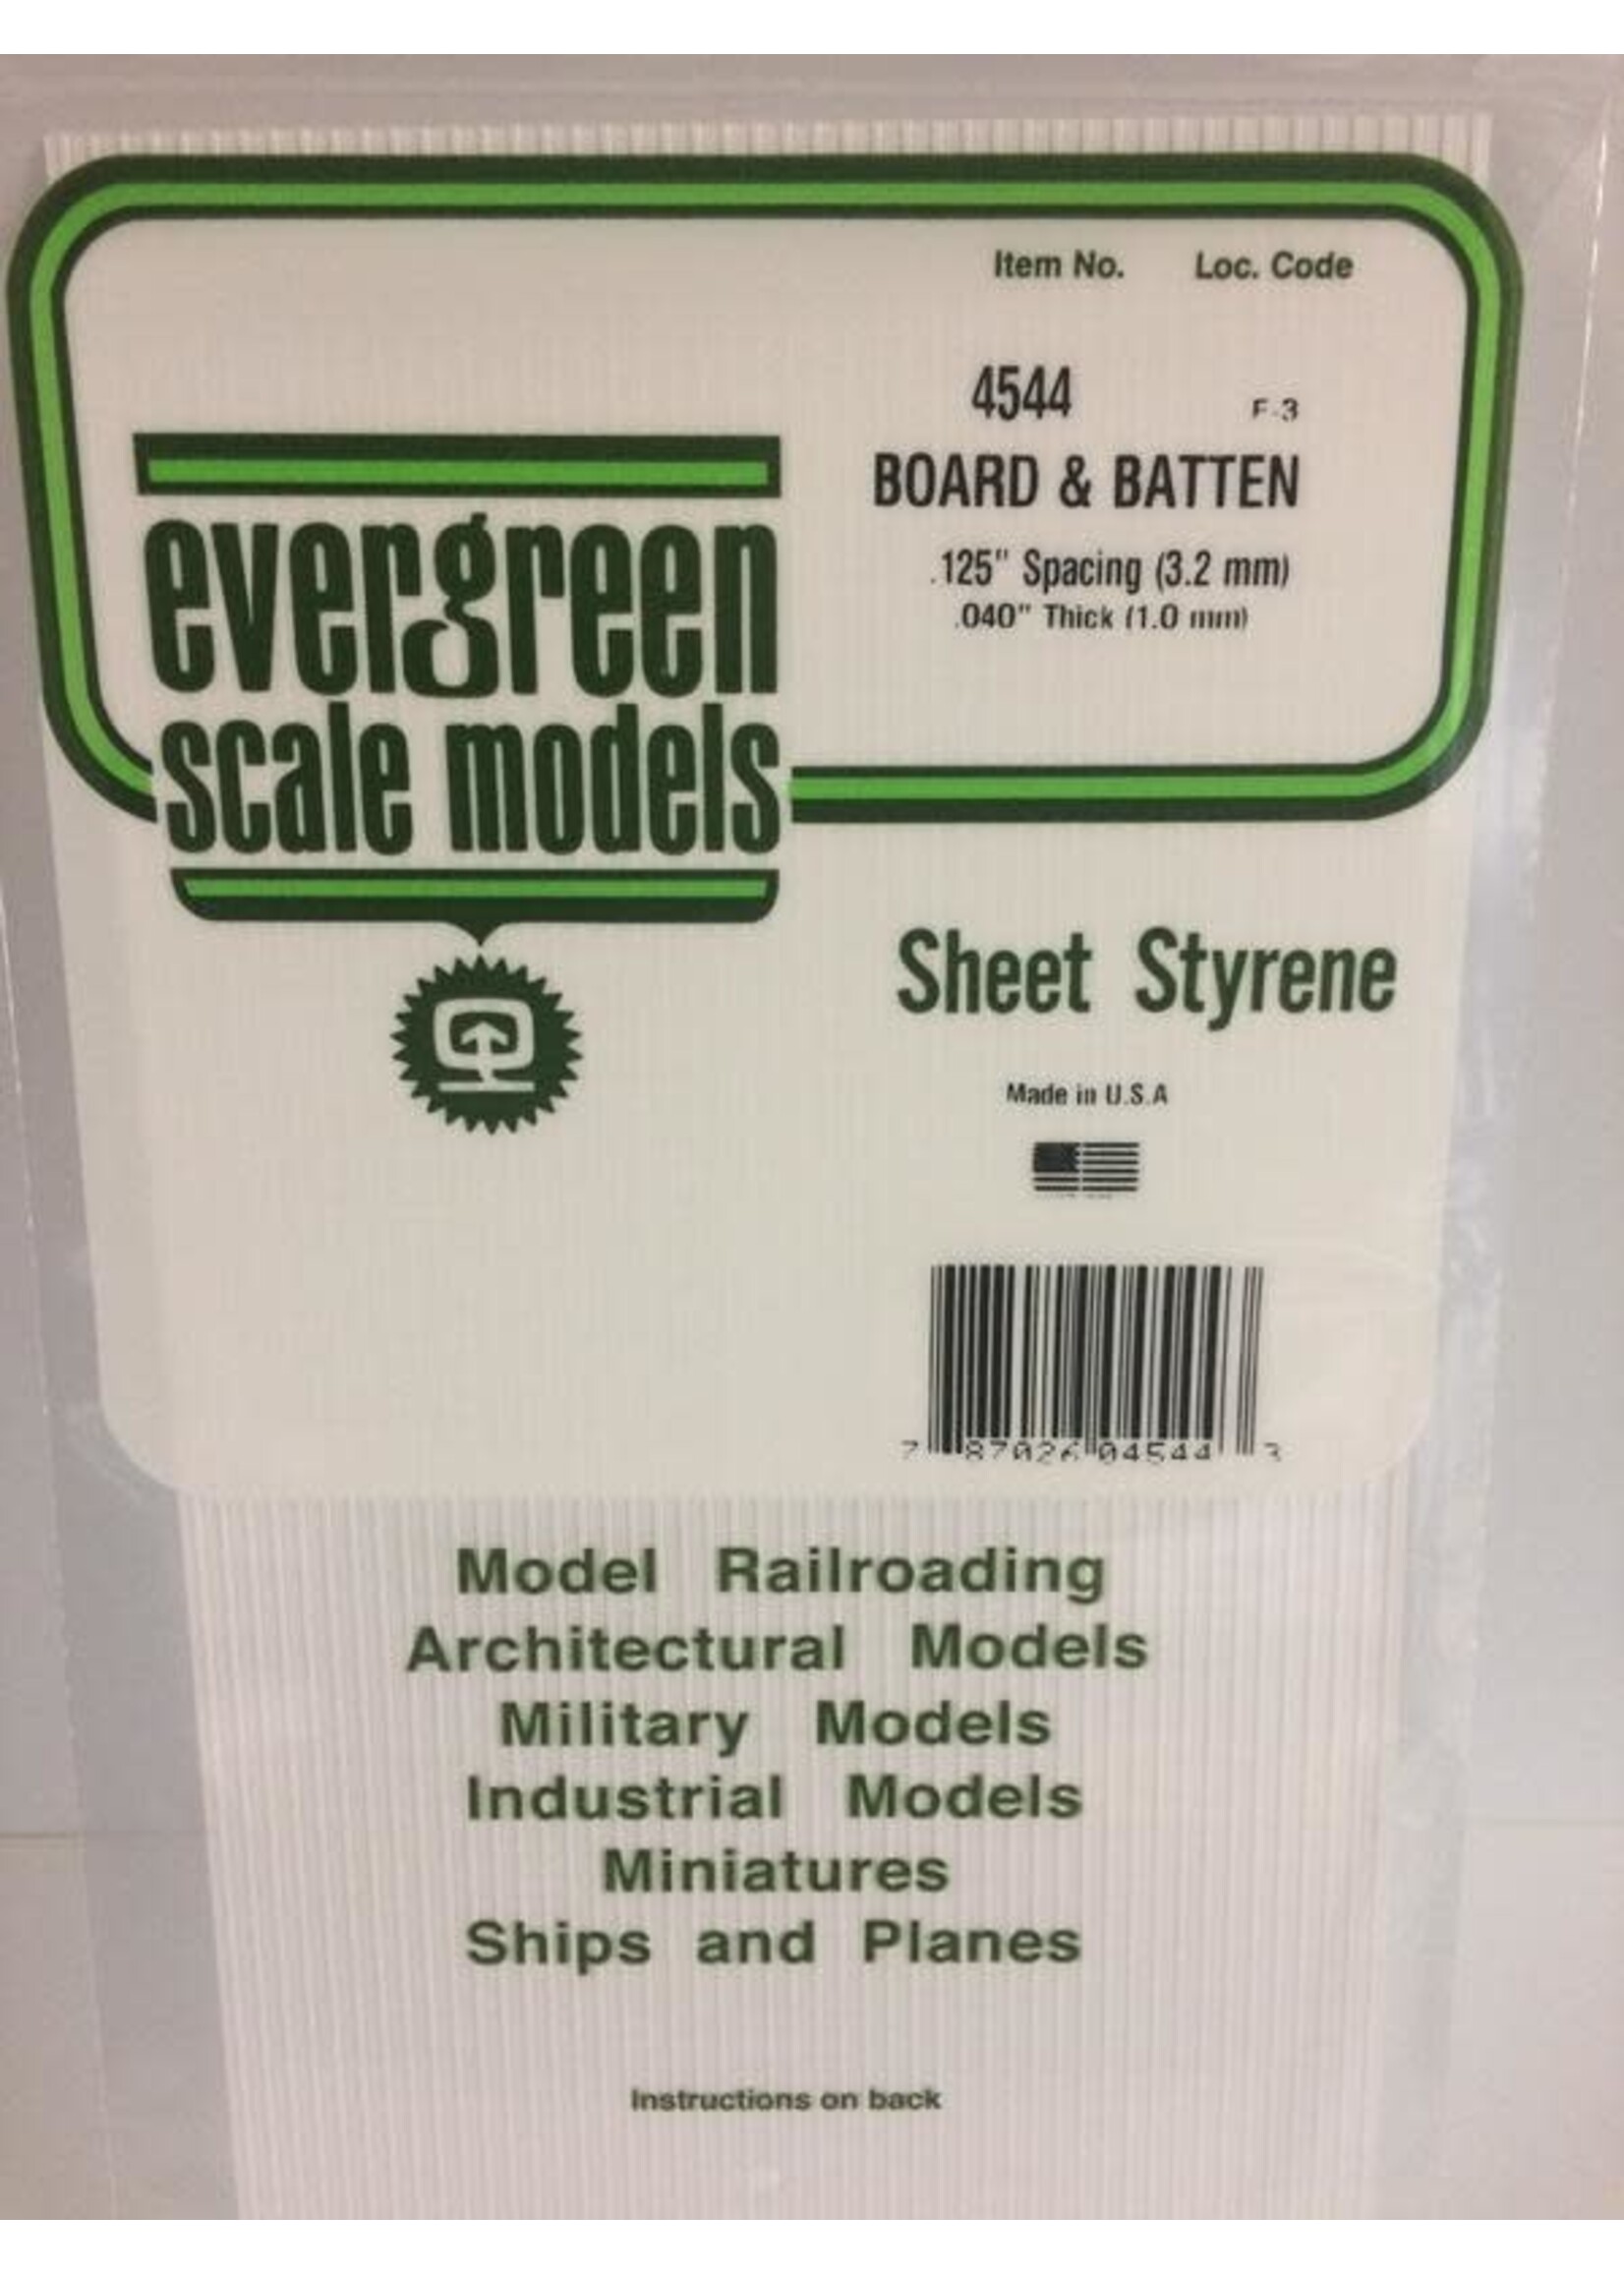 Item No. Loc. Code
4544 F-3
BOARD & BATTEN
.125" Spacing (3.2 mm)
.040" Thick (1.0 mm)
evergreen
scale models
Sheet Styrene
Made in U.S.A
7 87026 04544 3
Model Railroading
Architectural Models
Military Models
Industrial Models
Miniatures
Ships and Planes
Instructions on back